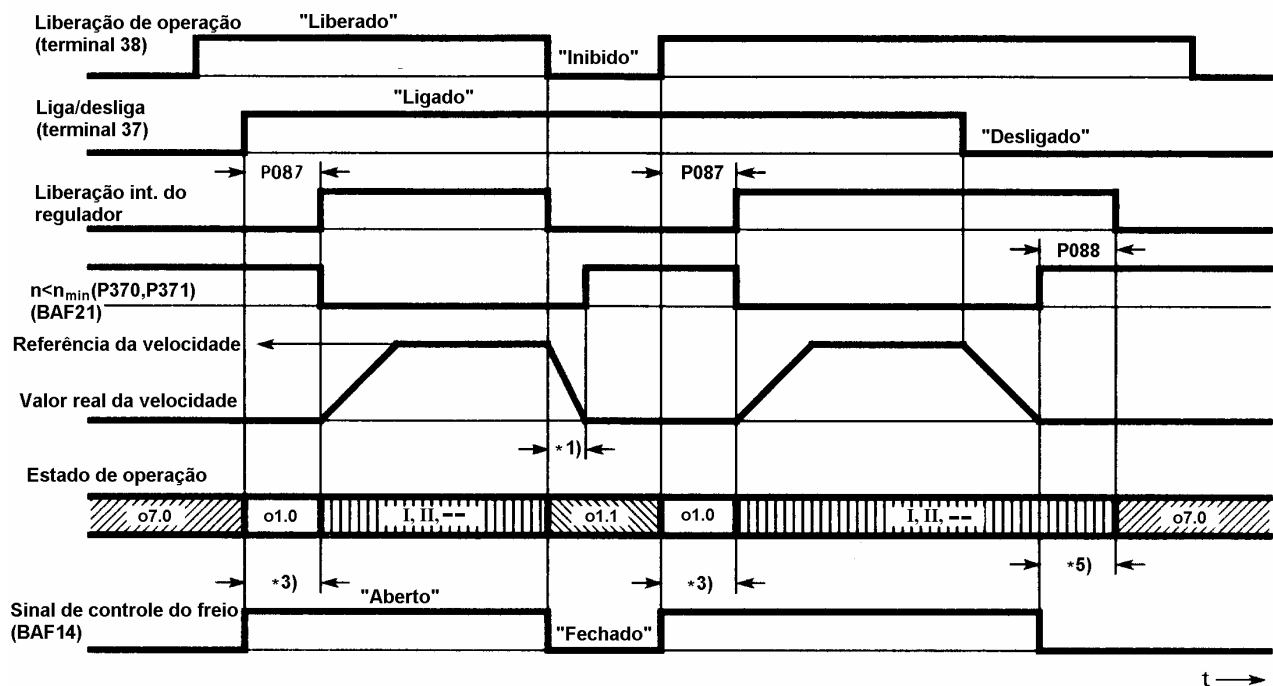 Liberação de operação
(terminal 38)
"Liberado"
"Inibido"
Liga/desliga
(terminal 37)
"Ligado"
"Desligado"
P087
P087
Liberação int. do
regulador
P088
n<nmin(P370,P371)
(BAF21)
Referência da velocidade
Valor real da velocidade
*1)
Estado de operação
o7.0
o1.0
I, II, --
o1.1
o1.0
I, II, --
o7.0
*3)
*3)
*5)
Sinal de controle do freio
(BAF14)
"Aberto"
"Fechado"
t